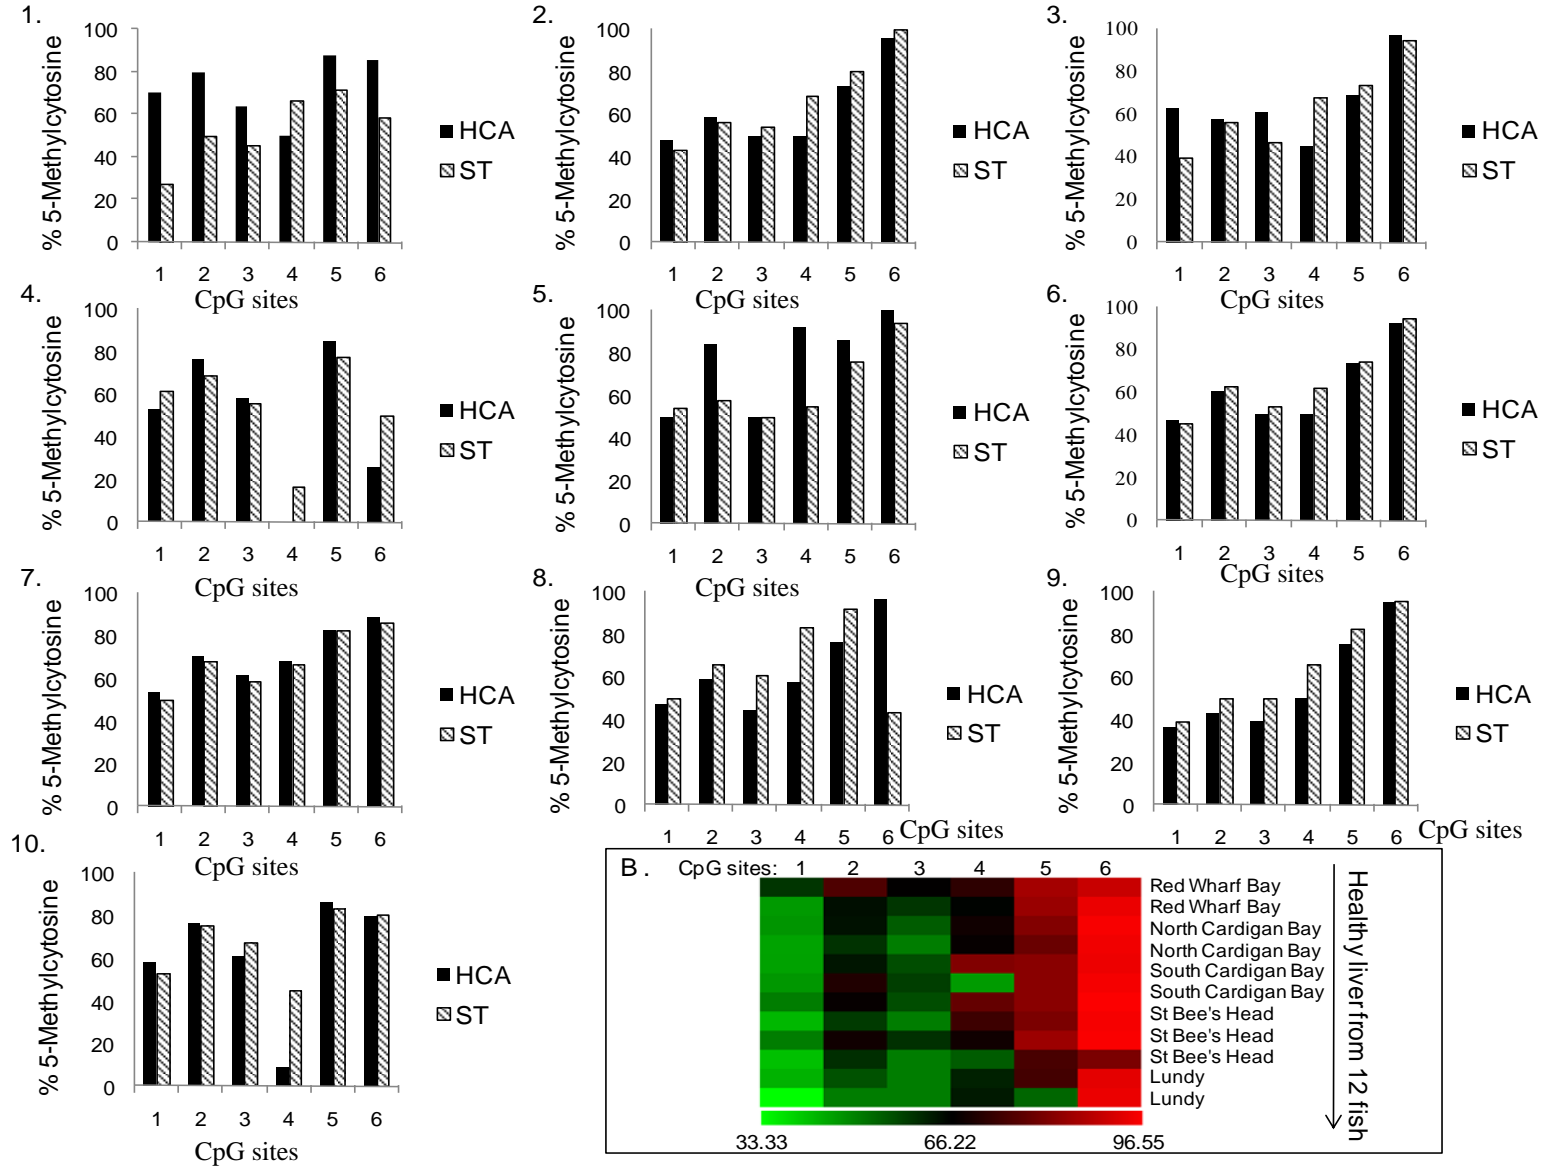 1.
% 5-Methylcytosine
100
80
60
40
20
0
1 2 3 4 5 6
CpG sites
HCA
ST
2.
% 5-Methylcytosine
100
80
60
40
20
0
1 2 3 4 5 6
CpG sites
HCA
ST
3.
% 5-Methylcytosine
100
80
60
40
20
0
1 2 3 4 5 6
CpG sites
HCA
ST
4.
% 5-Methylcytosine
100
80
60
40
20
0
1 2 3 4 5 6
CpG sites
HCA
ST
5.
% 5-Methylcytosine
100
80
60
40
20
0
1 2 3 4 5 6
CpG sites
HCA
ST
6.
% 5-Methylcytosine
100
80
60
40
20
0
1 2 3 4 5 6
CpG sites
HCA
ST
7.
% 5-Methylcytosine
100
80
60
40
20
0
1 2 3 4 5 6
CpG sites
HCA
ST
8.
% 5-Methylcytosine
100
80
60
40
20
0
1 2 3 4 5 6
CpG sites
HCA
ST
9.
% 5-Methylcytosine
100
80
60
40
20
0
1 2 3 4 5 6
CpG sites
HCA
ST
10.
% 5-Methylcytosine
100
80
60
40
20
0
1 2 3 4 5 6
CpG sites
HCA
ST
B. CpG sites: 1 2 3 4 5 6
Red Wharf Bay
Red Wharf Bay
North Cardigan Bay
North Cardigan Bay
South Cardigan Bay
South Cardigan Bay
St Bee's Head
St Bee's Head
St Bee's Head
Lundy
Lundy
33.33 66.22 96.55
Healthy liver from 12 fish